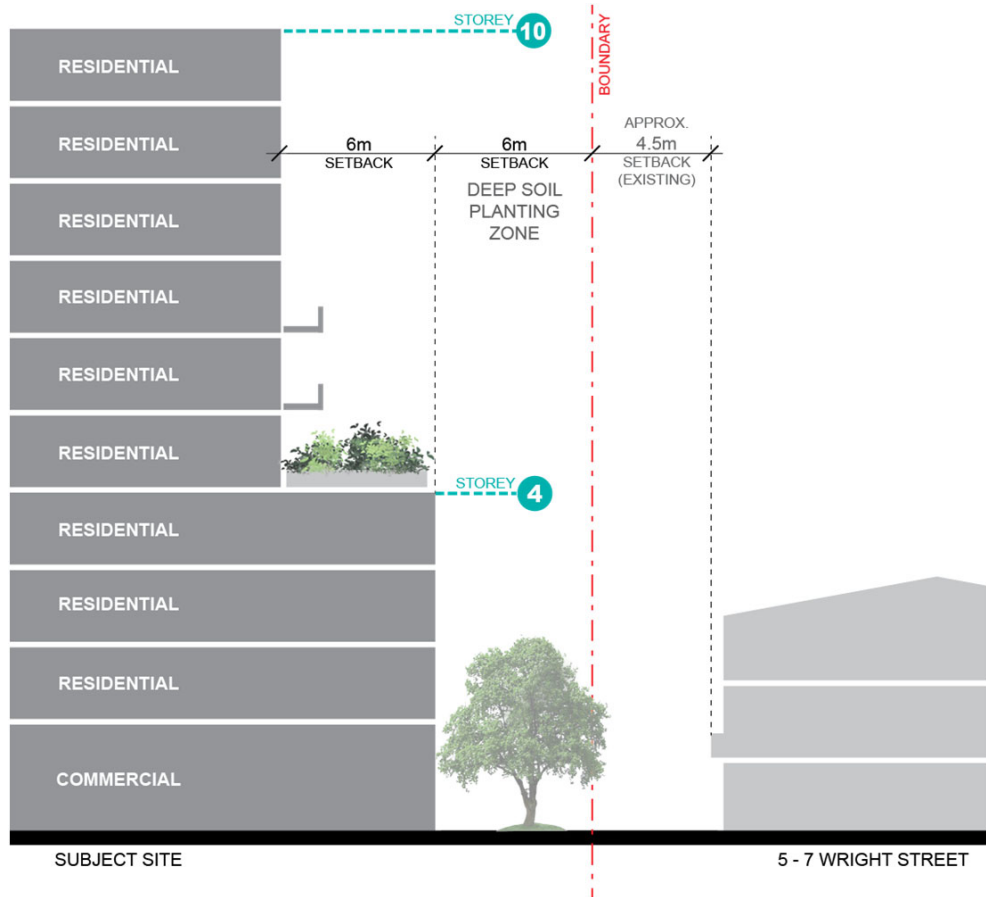 STOREY 10
BOUNDARY
RESIDENTIAL
RESIDENTIAL
6m
SETBACK
6m
SETBACK
APPROX.
4.5m
SETBACK
(EXISTING)
DEEP SOIL
PLANTING
ZONE
RESIDENTIAL
RESIDENTIAL
RESIDENTIAL
RESIDENTIAL
STOREY 4
RESIDENTIAL
RESIDENTIAL
RESIDENTIAL
COMMERCIAL
SUBJECT SITE
5 - 7 WRIGHT STREET